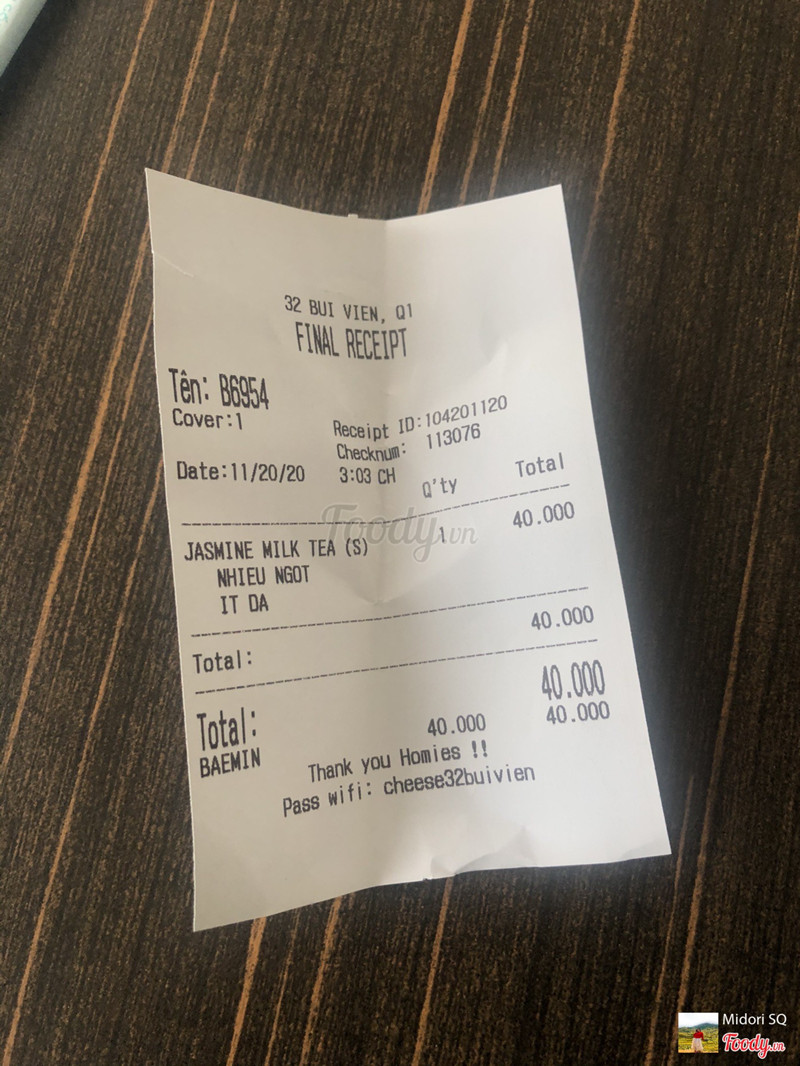 32 BUI VIEN, Q1
FINAL RECEIPT
Tên: B6954
Cover:1
Receipt ID:104201120
Checknum: 113076
Date:11/20/20 3:03 CH
Q'ty Total
JASMINE MILK TEA (S) 1 40.000
NHIEU NGOT
IT DA
Total: 40.000
Total: 40.000
BAEMIN 40.000 40.000
Thank you Homies !!
Pass wifi: cheese32buivien
Foody.vn
Midori SQ
Foody.vn